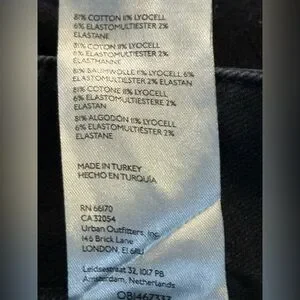 81% COTTON 11% LYOCELL
6% ELASTOMULTIESTER 2%
ELASTANE
81% COTON 11% LYOCELL
6% ELASTOMULTIESTER 2%
ELASTHANNE
81% BAUMWOLLE 11% LYOCELL 6%
ELASTOMULTIESTER 2% ELASTAN
81% COTONE 11% LYOCELL
6% ELASTOMULTIESTERE 2%
ELASTAN
81% ALGODÓN 11% LYOCELL
6% ELASTOMULTIÉSTER 2%
ELASTANE
MADE IN TURKEY
HECHO EN TURQUÍA
RN 66170
CA 32054
Urban Outfitters, Inc.
146 Brick Lane
LONDON, E1 6RU
Leidsestraat 32, 1017 PB
Amsterdam, Netherlands
OB1467337